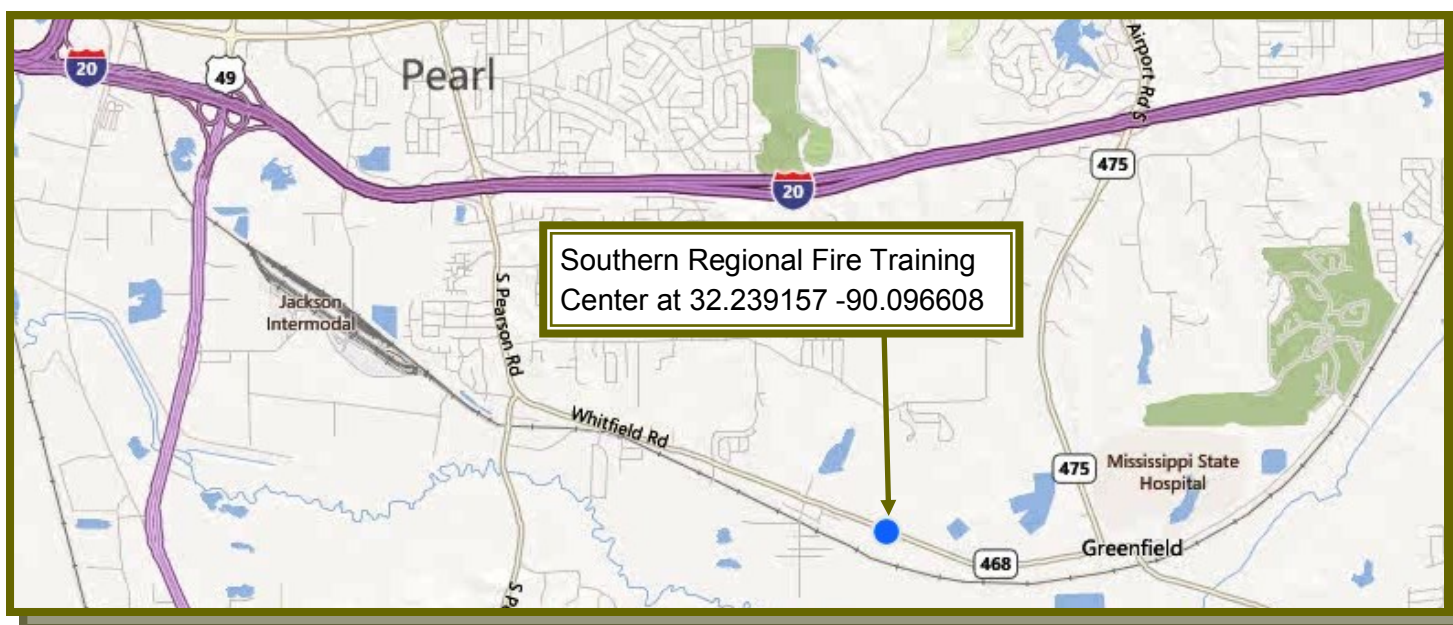 20
49
Pearl
Airport Rd S
475
20
Southern Regional Fire Training
Center at 32.239157 -90.096608
S Pearson Rd
Jackson
Intermodal
Whitfield Rd
475
Mississippi State
Hospital
Greenfield
468
S P